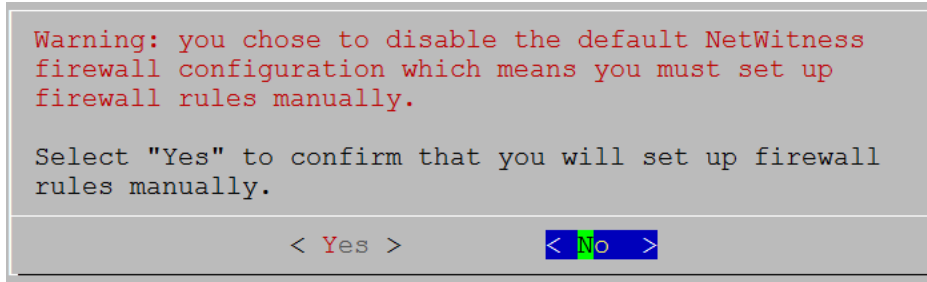 Warning: you chose to disable the default NetWitness
firewall configuration which means you must set up
firewall rules manually.
Select "Yes" to confirm that you will set up firewall
rules manually.
< Yes > < No >